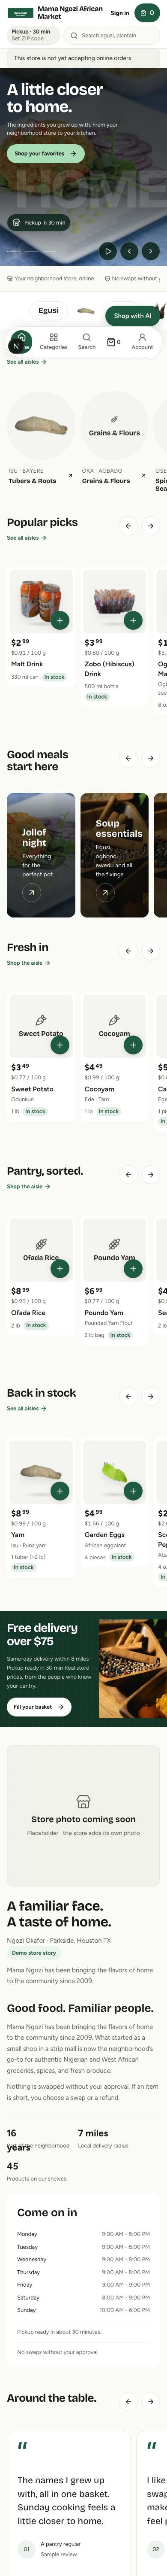 Mama Ngozi African
Market
Sign in
0
Pickup · 30 min
Set ZIP code
Search egusi, plantain
This store is not yet accepting online orders
A little closer
to home.
The ingredients you grew up with. From your
neighborhood store to your kitchen.
HOME
Shop your favorites
Pickup in 30 min
Your neighborhood store, online
No swaps without
Egusi
Shop with AI
N
Categories
Search
0
Account
See all aisles
Grains & Flours
ISU · BAYERE
Tubers & Roots
OKA · AGBADO
Grains & Flours
OSE
Popular picks
See all aisles
$2.99
$0.91 / 100 g
Malt Drink
330 ml can
In stock
$3.99
$0.80 / 100 g
Zobo (Hibiscus)
Drink
500 ml bottle
In stock
Good meals
start here
Jollof
night
Everything
for the
perfect pot
Soup
essentials
Egusi,
ogbono,
ewedu and all
the fixings
Fresh in
Shop the aisle
Sweet Potato
Cocoyam
$3.49
$0.77 / 100 g
Sweet Potato
Odunkun
1 lb
In stock
$4.49
$0.99 / 100 g
Cocoyam
Ede · Taro
1 lb
In stock
Pantry, sorted.
Shop the aisle
Ofada Rice
Poundo Yam
$8.99
$0.99 / 100 g
Ofada Rice
2 lb
In stock
$6.99
$0.77 / 100 g
Poundo Yam
Pounded Yam Flour
2 lb bag
In stock
Back in stock
See all aisles
$8.99
$0.99 / 100 g
Yam
Isu · Puna yam
1 tuber (~2 lb)
In stock
$4.99
$1.66 / 100 g
Garden Eggs
African eggplant
4 pieces
In stock
Free delivery
over $75
Same-day delivery within 8 miles ·
Pickup ready in 30 min Real store
prices, from the people who know
your pantry.
Fill your basket
Store photo coming soon
Placeholder · the store adds its own photo
A familiar face.
A taste of home.
Ngozi Okafor · Parkside, Houston TX
Demo store story
Mama Ngozi has been bringing the flavors of home
to the community since 2009.
Good food. Familiar people.
Mama Ngozi has been bringing the flavors of home
to the community since 2009. What started as a
small shop in a strip mall is now the neighborhood's
go-to for authentic Nigerian and West African
groceries, spices, and fresh produce.
Nothing is swapped without your approval. If an item
is short, you choose a swap or a refund.
16
years
neighborhood
7 miles
Local delivery radius
45
Products on our shelves
Come on in
Monday 9:00 AM - 8:00 PM
Tuesday 9:00 AM - 8:00 PM
Wednesday 9:00 AM - 8:00 PM
Thursday 9:00 AM - 8:00 PM
Friday 9:00 AM - 9:00 PM
Saturday 8:00 AM - 9:00 PM
Sunday 10:00 AM - 6:00 PM
Pickup ready in about 30 minutes.
No swaps without your approval.
Around the table.
“
The names I grew up
with, all in one basket.
Sunday cooking feels a
little closer to home.
01
A pantry regular
Sample review
“
I like
swap
make
feel p
02